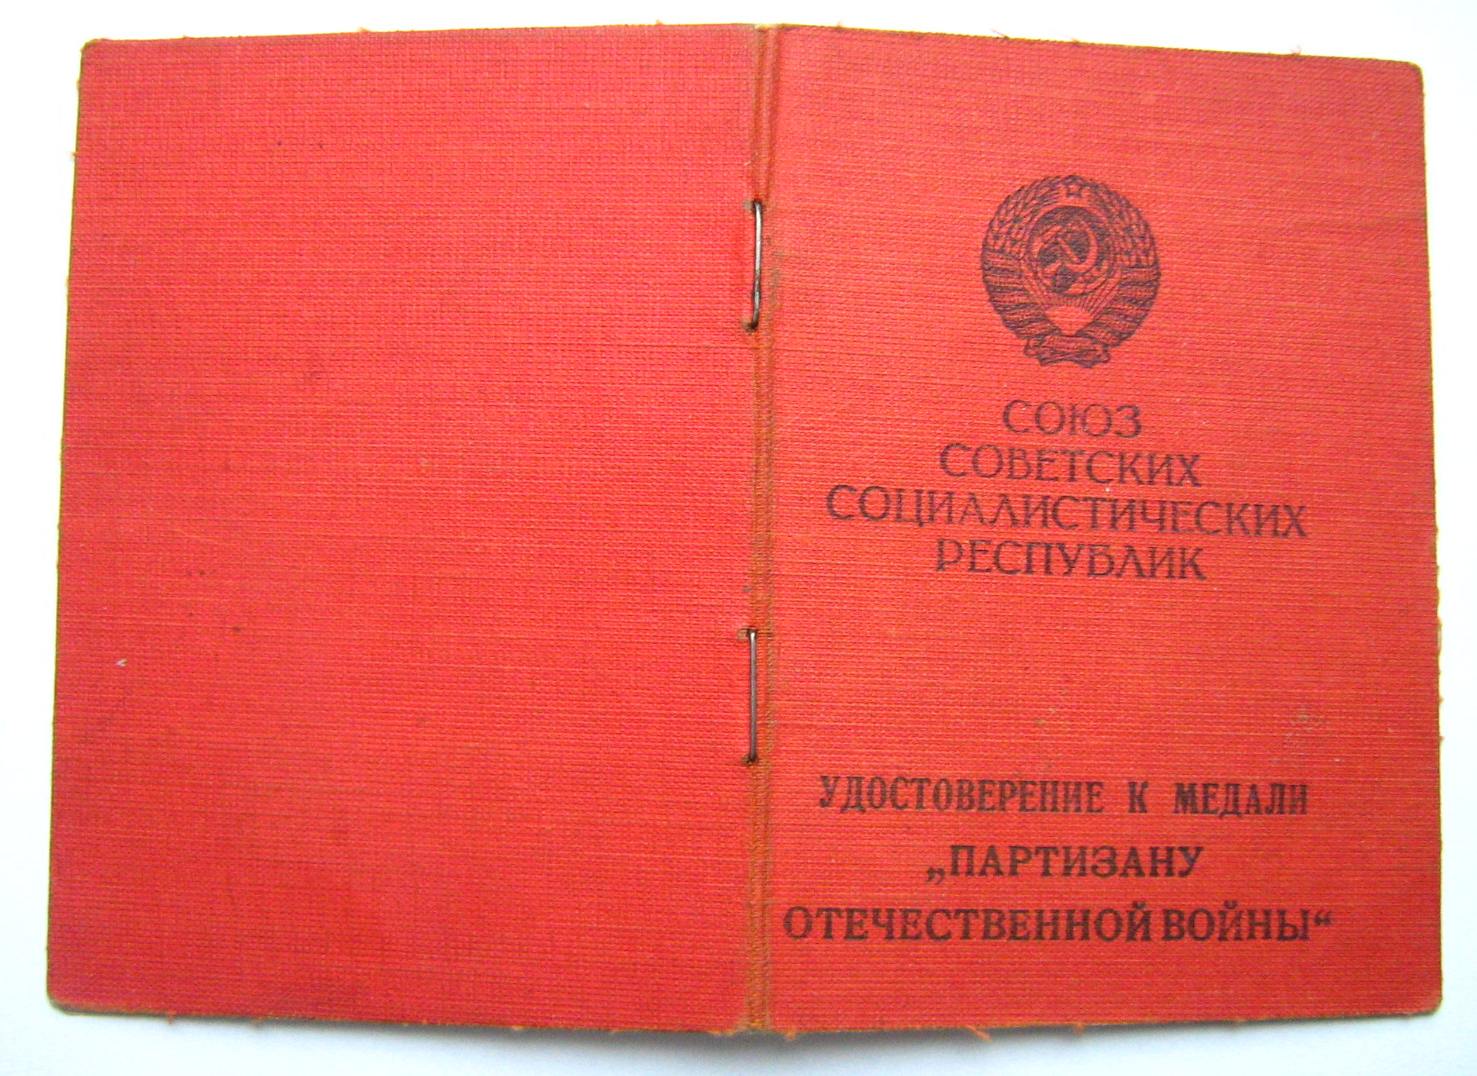 СОЮЗ
СОВЕТСКИХ
СОЦИАЛИСТИЧЕСКИХ
РЕСПУБЛИК
УДОСТОВЕРЕНИЕ К МЕДАЛИ
„ПАРТИЗАНУ
ОТЕЧЕСТВЕННОЙ ВОЙНЫ“